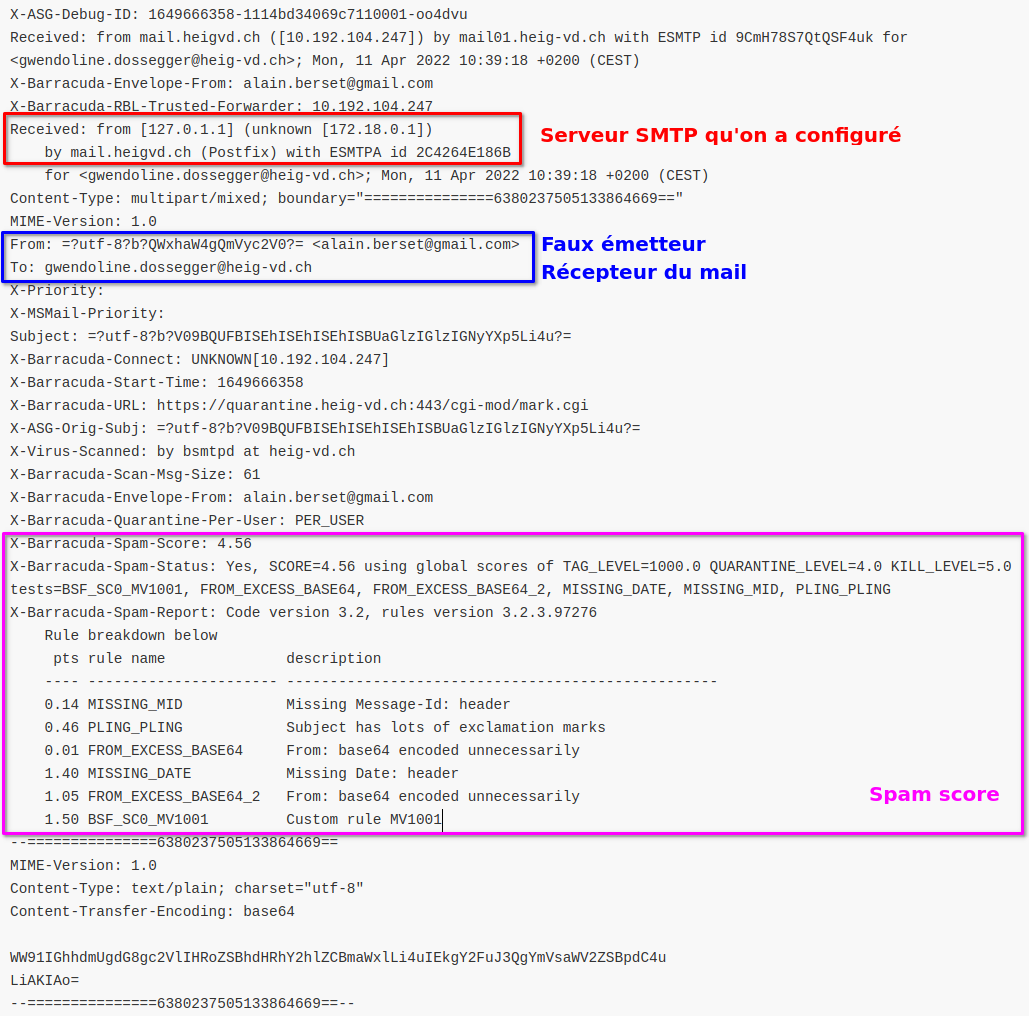 X-ASG-Debug-ID: 1649666358-1114bd34069c7110001-oo4dvu
Received: from mail.heigvd.ch ([10.192.104.247]) by mail01.heig-vd.ch with ESMTP id 9CmH78S7QtQSF4uk for
<gwendoline.dossegger@heig-vd.ch>; Mon, 11 Apr 2022 10:39:18 +0200 (CEST)
X-Barracuda-Envelope-From: alain.berset@gmail.com
X-Barracuda-RBL-Trusted-Forwarder: 10.192.104.247
Received: from [127.0.1.1] (unknown [172.18.0.1])
Serveur SMTP qu'on a configuré
by mail.heigvd.ch (Postfix) with ESMTPA id 2C4264E186B
for <gwendoline.dossegger@heig-vd.ch>; Mon, 11 Apr 2022 10:39:18 +0200 (CEST)
Content-Type: multipart/mixed; boundary="===============6380237505133864669=="
MIME-Version: 1.0
From: =?utf-8?b?QWxhaW4gQmVyc2V0?= <alain.berset@gmail.com>
Faux émetteur
To: gwendoline.dossegger@heig-vd.ch
Récepteur du mail
X-Priority:
X-MSMail-Priority:
Subject: =?utf-8?b?V09BQUFBISEhISEhISEhISBUaGlzIGlzIGNyYXp5Li4u?=
X-Barracuda-Connect: UNKNOWN[10.192.104.247]
X-Barracuda-Start-Time: 1649666358
X-Barracuda-URL: https://quarantine.heig-vd.ch:443/cgi-mod/mark.cgi
X-ASG-Orig-Subj: =?utf-8?b?V09BQUFBISEhISEhISEhISBUaGlzIGlzIGNyYXp5Li4u?=
X-Virus-Scanned: by bsmtpd at heig-vd.ch
X-Barracuda-Scan-Msg-Size: 61
X-Barracuda-Envelope-From: alain.berset@gmail.com
X-Barracuda-Quarantine-Per-User: PER_USER
X-Barracuda-Spam-Score: 4.56
X-Barracuda-Spam-Status: Yes, SCORE=4.56 using global scores of TAG_LEVEL=1000.0 QUARANTINE_LEVEL=4.0 KILL_LEVEL=5.0
tests=BSF_SC0_MV1001, FROM_EXCESS_BASE64, FROM_EXCESS_BASE64_2, MISSING_DATE, MISSING_MID, PLING_PLING
X-Barracuda-Spam-Report: Code version 3.2, rules version 3.2.3.97276
Rule breakdown below
pts rule name description
---- ---------------------- --------------------------------------------------
0.14 MISSING_MID Missing Message-Id: header
0.46 PLING_PLING Subject has lots of exclamation marks
0.01 FROM_EXCESS_BASE64 From: base64 encoded unnecessarily
1.40 MISSING_DATE Missing Date: header
1.05 FROM_EXCESS_BASE64_2 From: base64 encoded unnecessarily
Spam score
1.50 BSF_SC0_MV1001 Custom rule MV1001
--===============6380237505133864669==
MIME-Version: 1.0
Content-Type: text/plain; charset="utf-8"
Content-Transfer-Encoding: base64
WW91IGhhdmUgdG8gc2VlIHRoZSBhdHRhY2hlZCBmaWxlLi4uIEkgY2FuJ3QgYmVsaWV2ZSBpdC4u
LiAKIAo=
--===============6380237505133864669==--